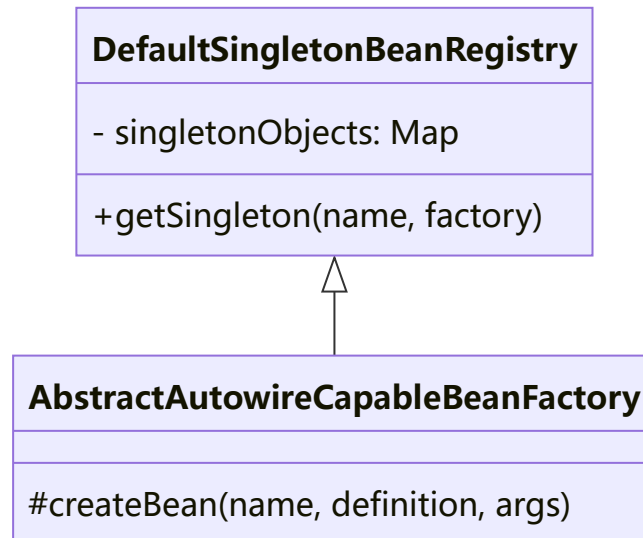 DefaultSingletonBeanRegistry
- singletonObjects: Map
+getSingleton(name, factory)
AbstractAutowireCapableBeanFactory
#createBean(name, definition, args)